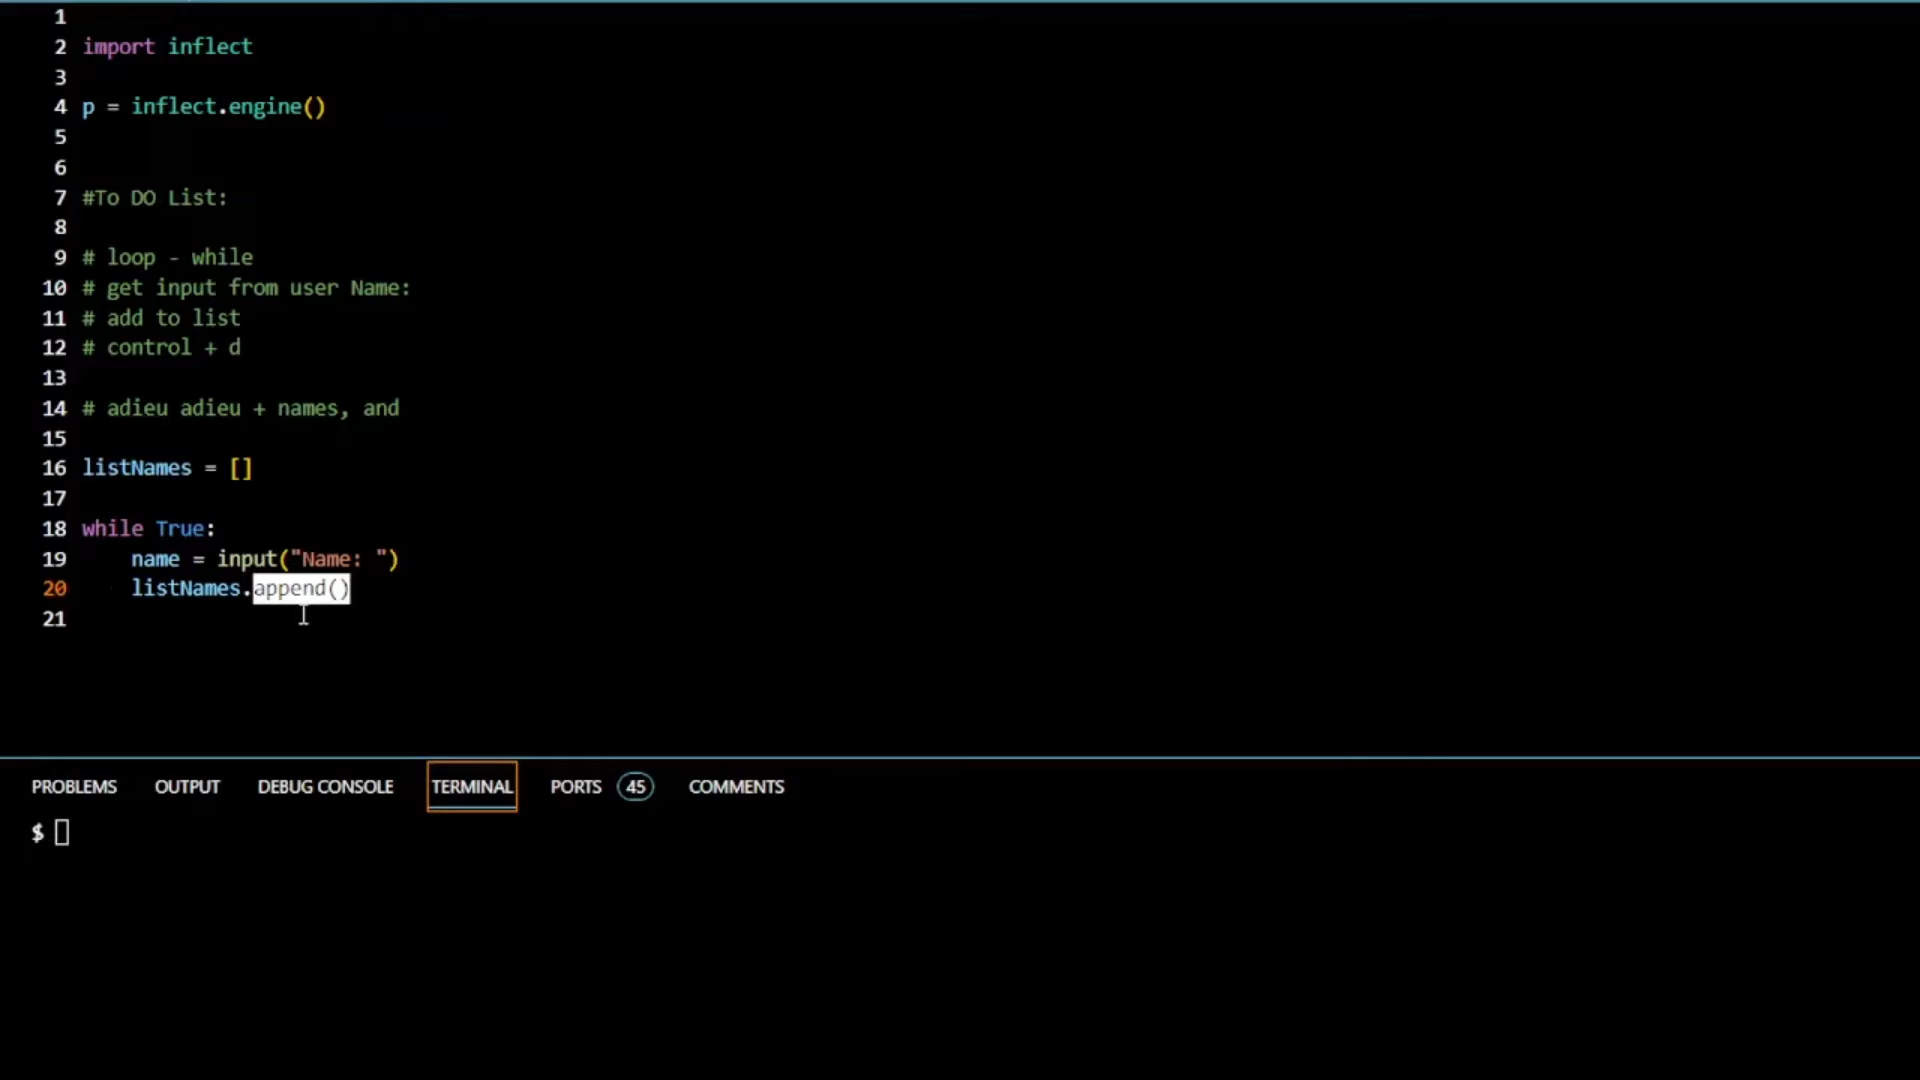 1
2 import inflect
3
4 p = inflect.engine()
5
6
7 #To DO List:
8
9 # loop - while
10 # get input from user Name:
11 # add to list
12 # control + d
13
14 # adieu adieu + names, and
15
16 listNames = []
17
18 while True:
19     name = input("Name: ")
20     listNames.append()
21
PROBLEMS OUTPUT DEBUG CONSOLE TERMINAL PORTS 45 COMMENTS
$